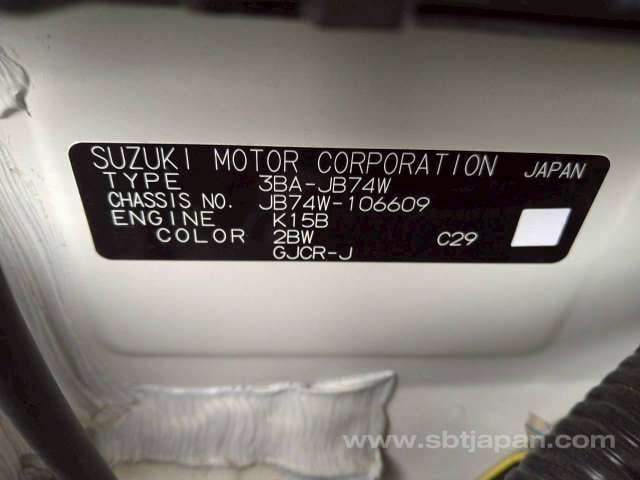 SUZUKI MOTOR CORPORATION JAPAN
TYPE 3BA-JB74W
CHASSIS NO. JB74W-106609
ENGINE K15B
COLOR 2BW C29
GJCR-J
www.sbtjapan.com